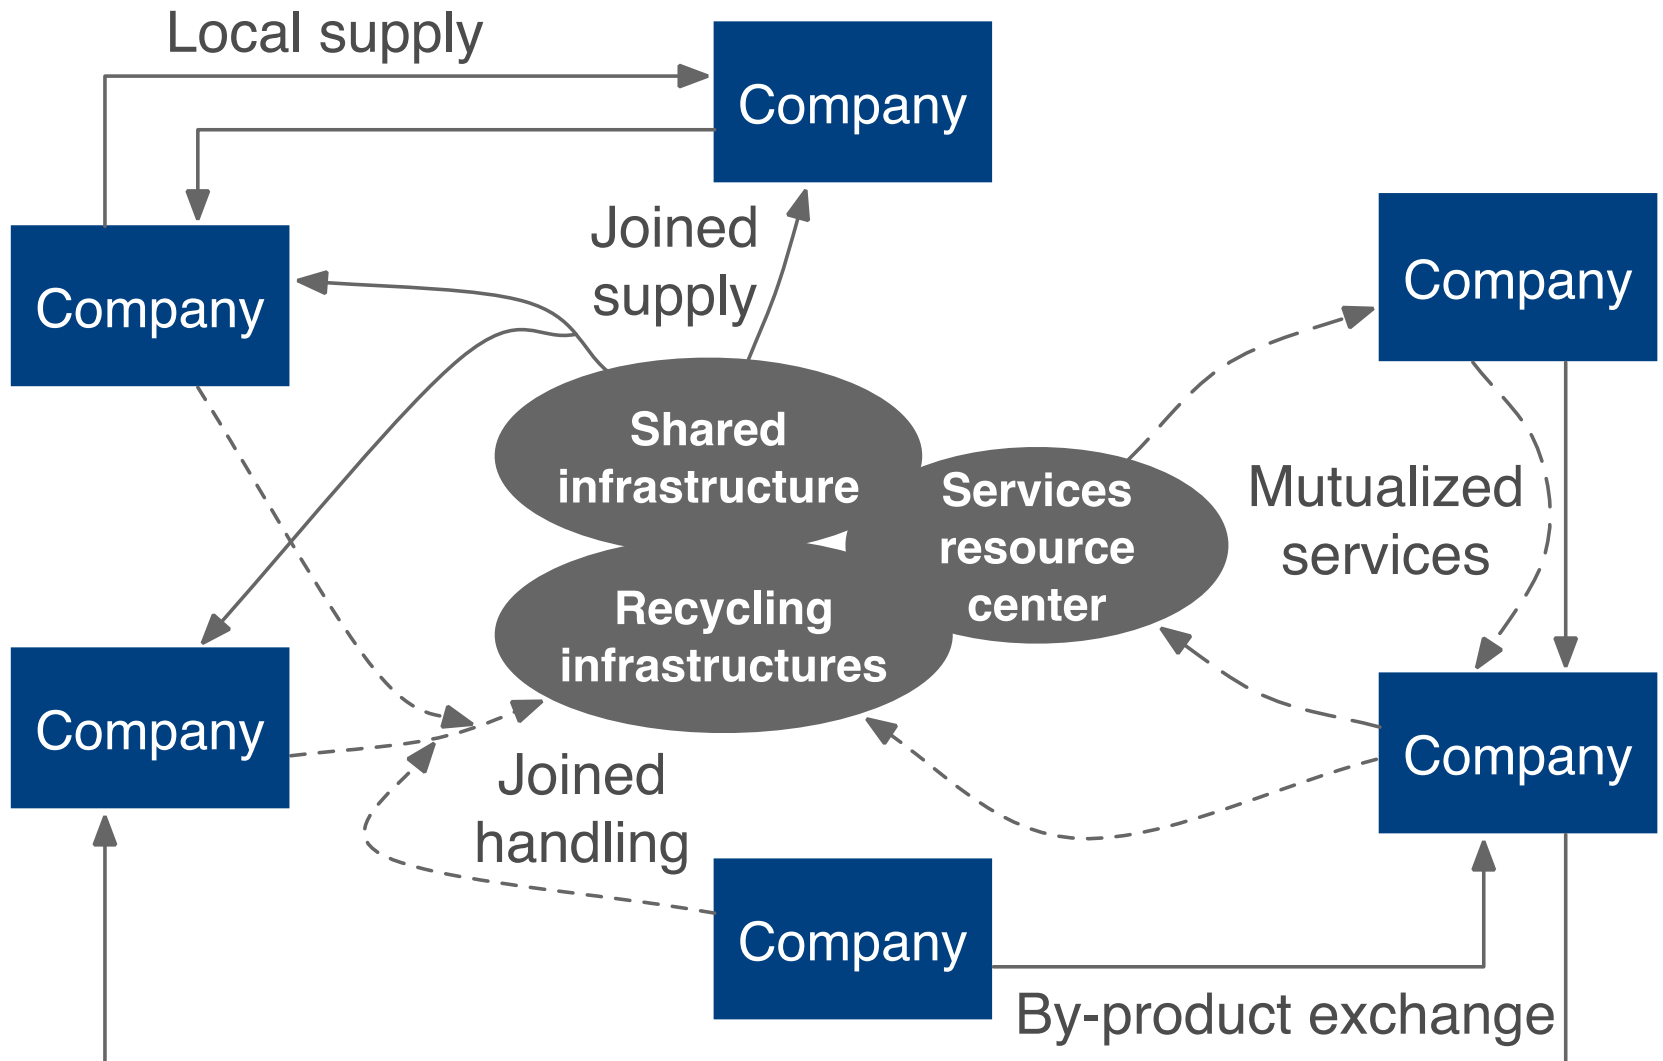 Local supply
Company
Joined
supply
Company
Company
Shared
infrastructure
Services
resource
center
Mutualized
services
Recycling
infrastructures
Company
Company
Joined
handling
Company
By-product exchange